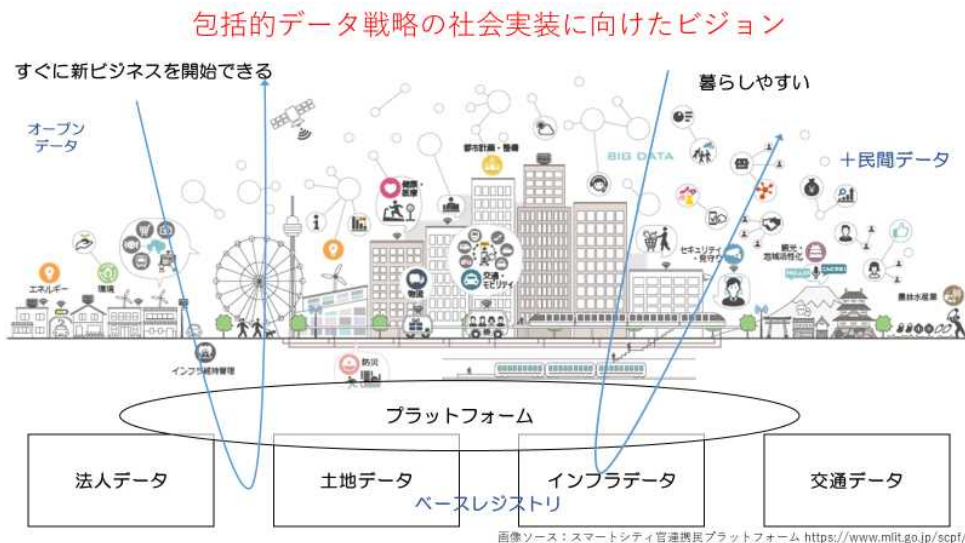 包括的データ戦略の社会実装に向けたビジョン
すぐに新ビジネスを開始できる
暮らしやすい
オープン
データ
都市計画・整備
BIG DATA
＋民間データ
健康・
医療
セキュリティ
・見守り
観光・
地域活性化
エネルギー
環境
物流
交通・
モビリティ
農林水産業
インフラ維持管理
防災
プラットフォーム
法人データ
土地データ
インフラデータ
交通データ
ベースレジストリ
画像ソース：スマートシティ官連携民プラットフォーム https://www.mlit.go.jp/scpf/